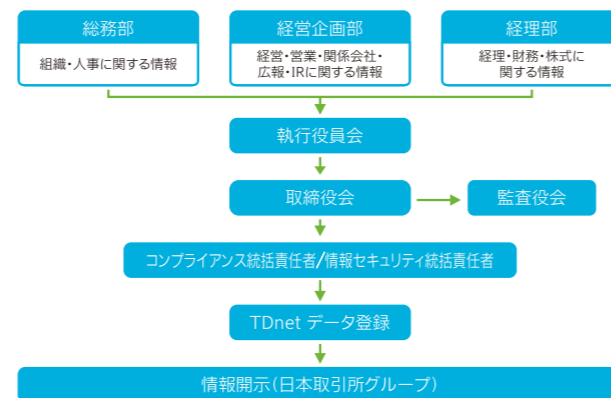 総務部
組織・人事に関する情報
経営企画部
経営・営業・関係会社・
広報・IRに関する情報
経理部
経理・財務・株式に
関する情報
執行役員会
取締役会
監査役会
コンプライアンス統括責任者/情報セキュリティ統括責任者
TDnet データ登録
情報開示(日本取引所グループ)